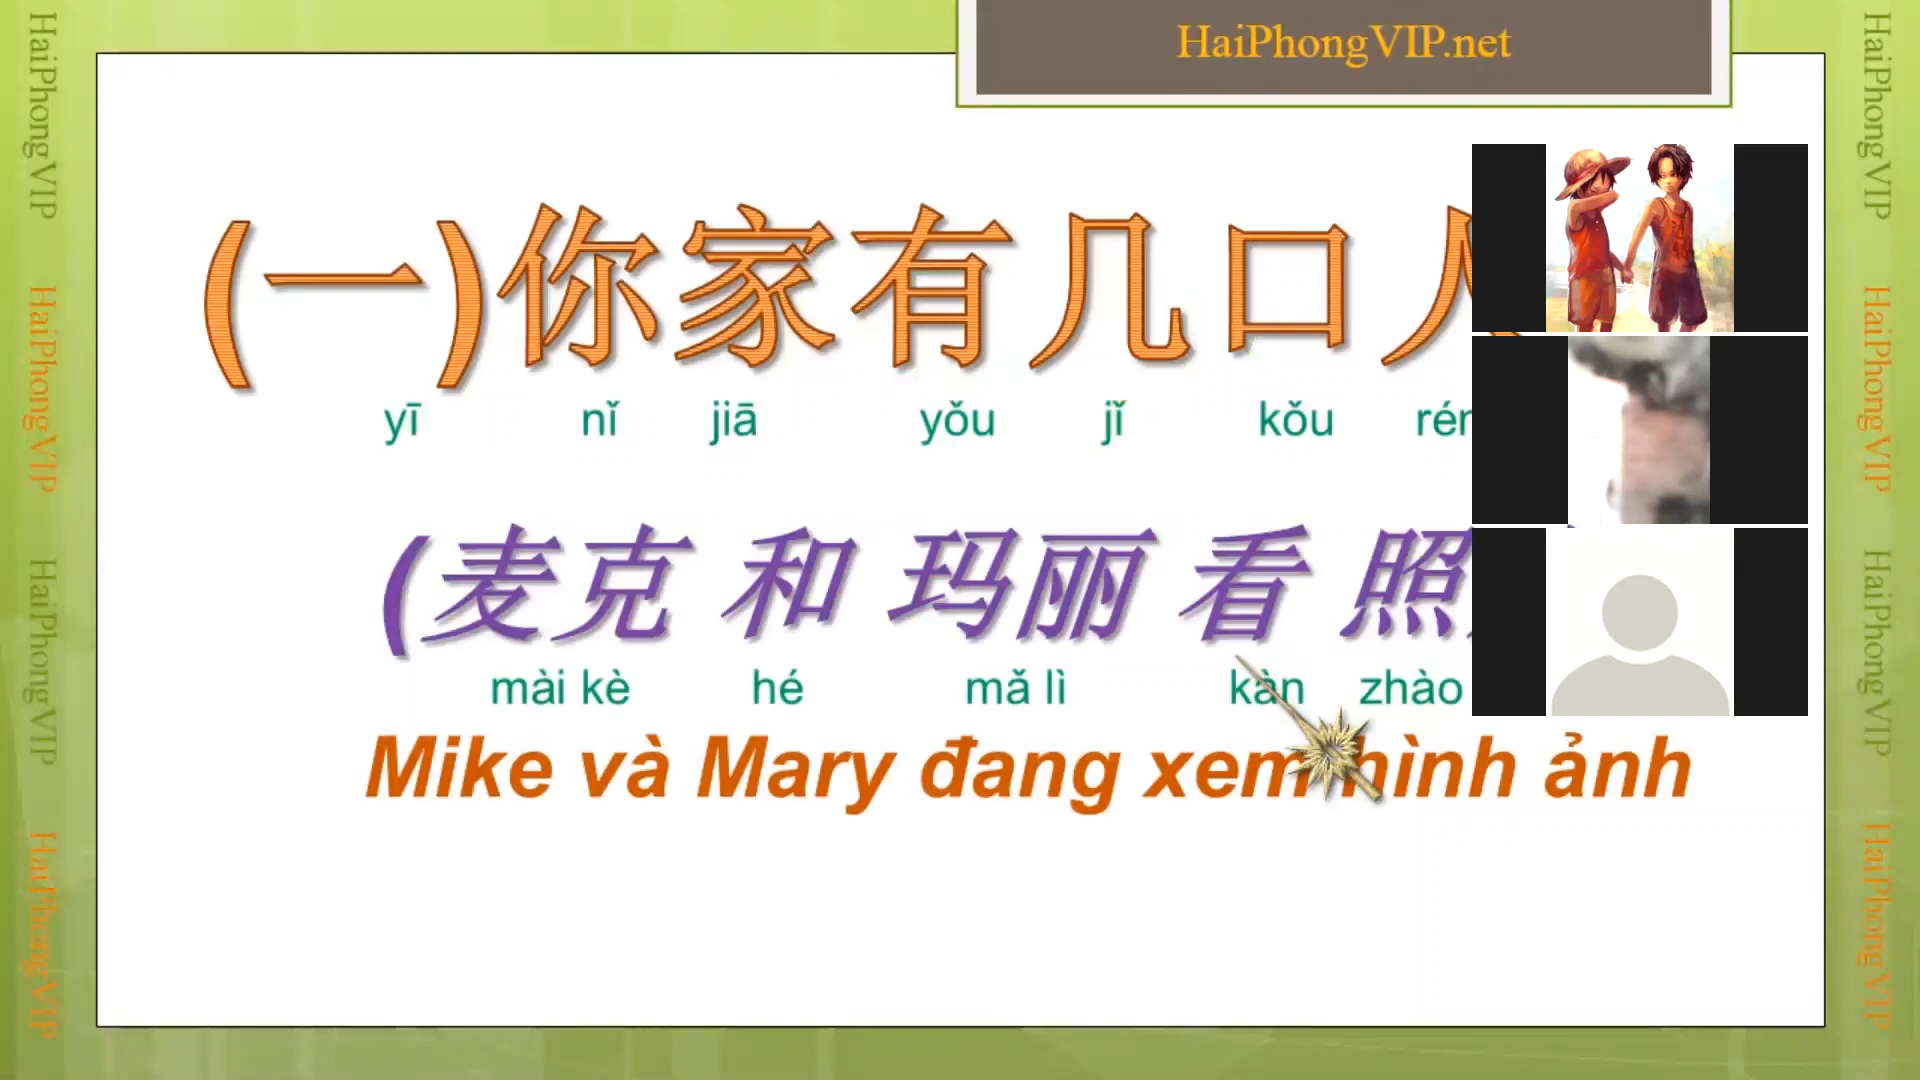 HaiPhongVIP.net
(一)你家有几口人
yī nǐ jiā yǒu jǐ kǒu
(麦克 和 玛丽 看 照
mài kè hé mǎ lì kàn zhào
Mike và Mary đang xem hình ảnh
HaiPhongVIP
HaiPhongVIP
HaiPhongVIP
HaiPhongVIP
HaiPhongVIP
HaiPhongVIP
HaiPhongVIP
HaiPhongVIP